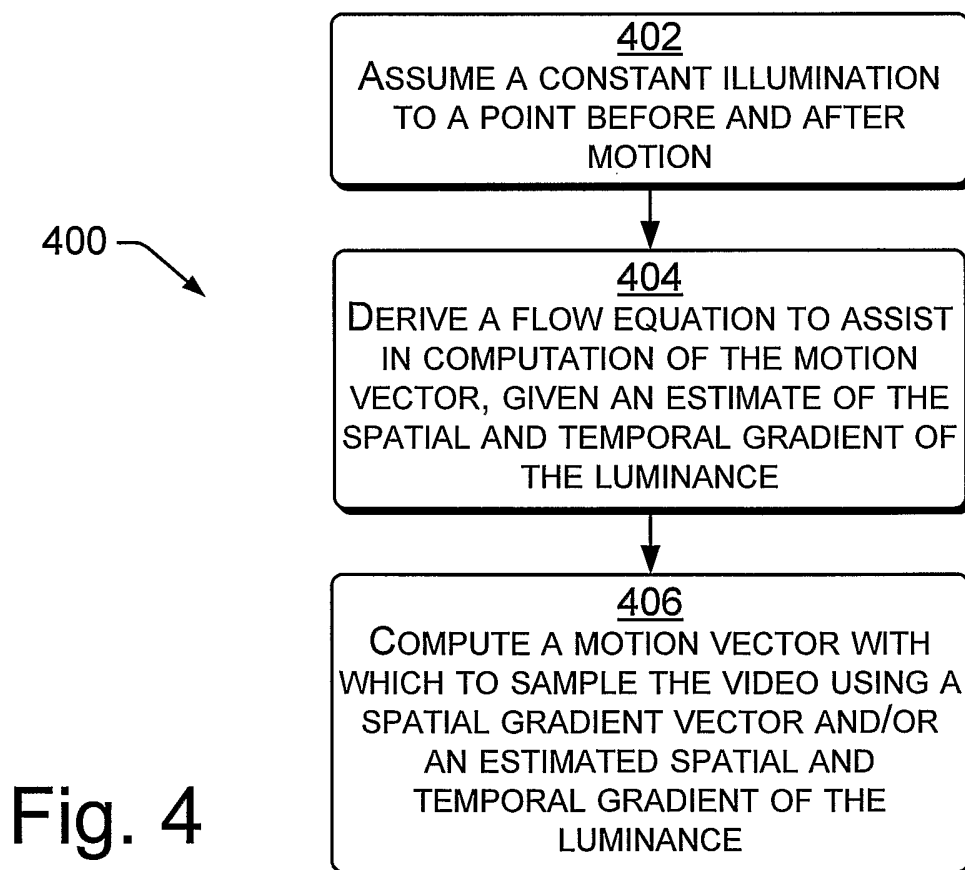 402
ASSUME A CONSTANT ILLUMINATION
TO A POINT BEFORE AND AFTER
MOTION
400
404
DERIVE A FLOW EQUATION TO ASSIST
IN COMPUTATION OF THE MOTION
VECTOR, GIVEN AN ESTIMATE OF THE
SPATIAL AND TEMPORAL GRADIENT OF
THE LUMINANCE
406
COMPUTE A MOTION VECTOR WITH
WHICH TO SAMPLE THE VIDEO USING A
SPATIAL GRADIENT VECTOR AND/OR
AN ESTIMATED SPATIAL AND
TEMPORAL GRADIENT OF THE
LUMINANCE
Fig. 4